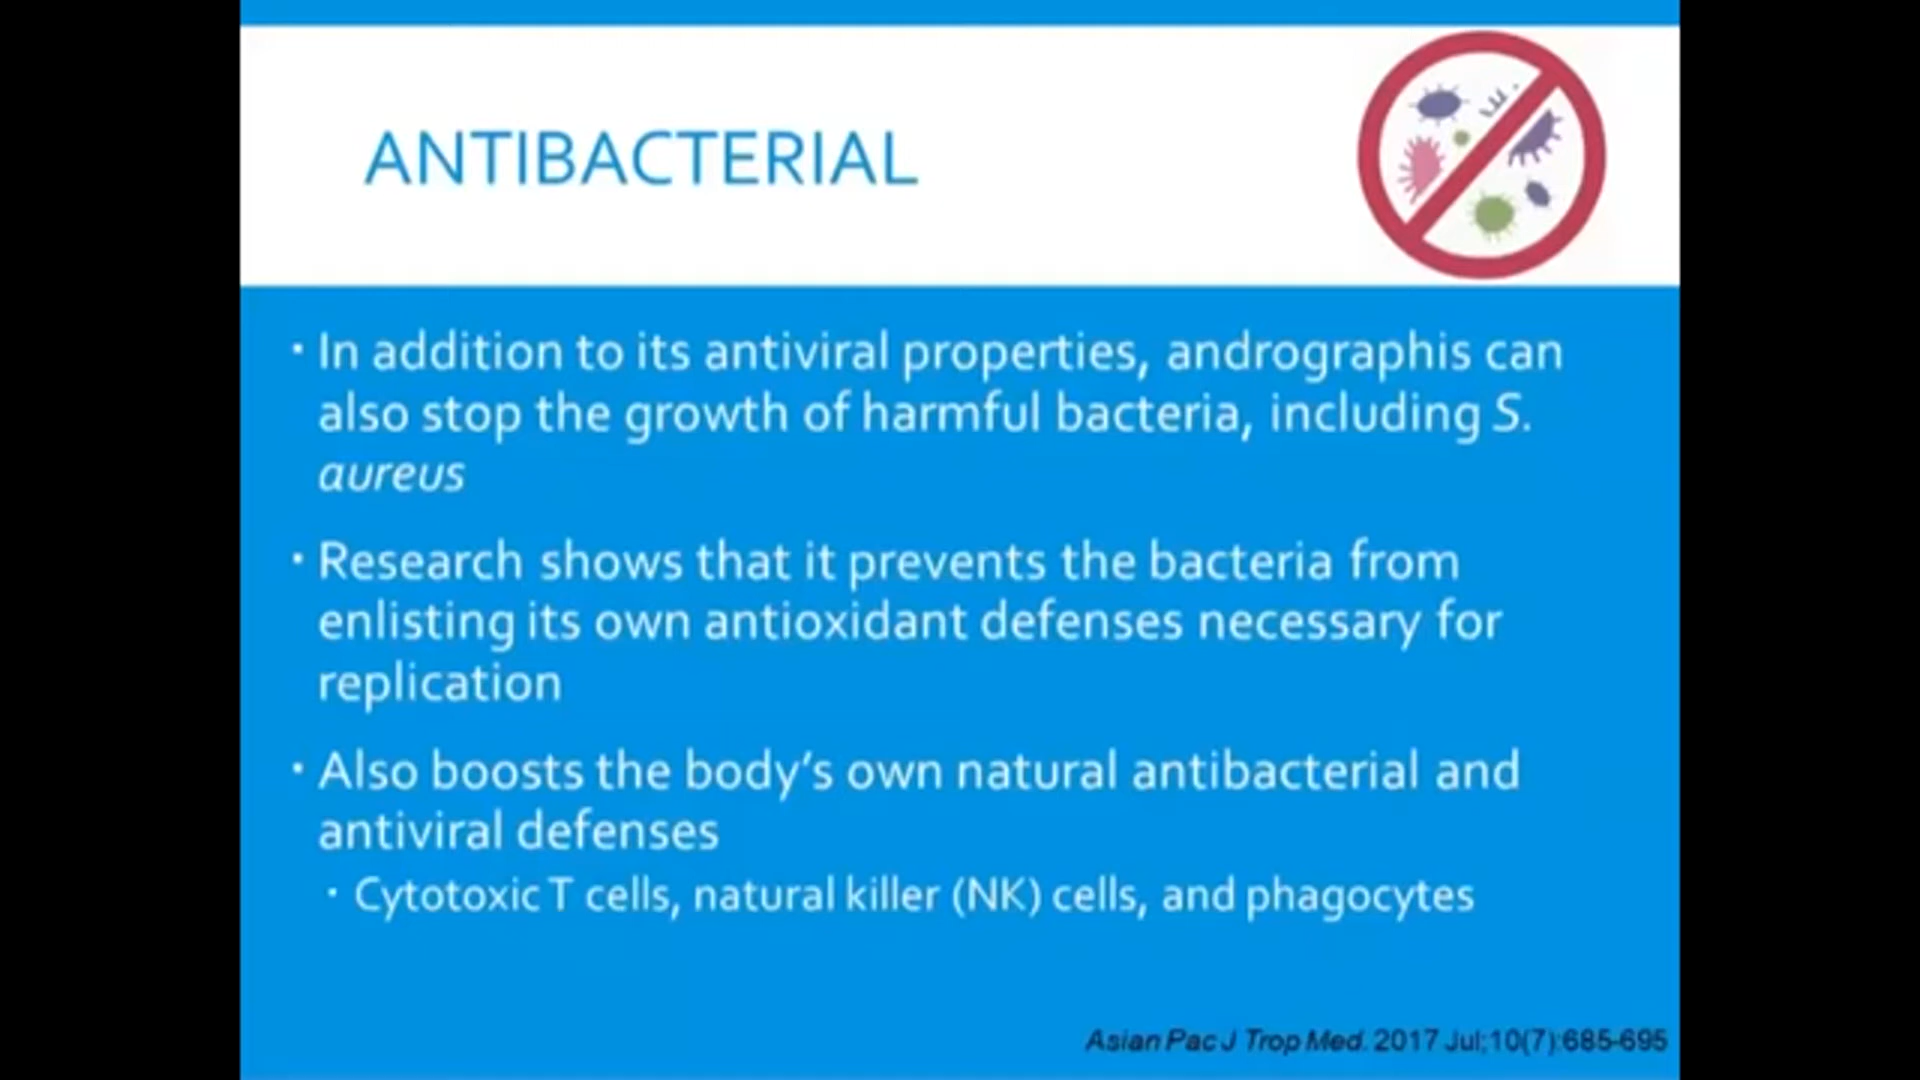 ANTIBACTERIAL
· In addition to its antiviral properties, andrographis can
also stop the growth of harmful bacteria, including S.
aureus
· Research shows that it prevents the bacteria from
enlisting its own antioxidant defenses necessary for
replication
· Also boosts the body's own natural antibacterial and
antiviral defenses
· Cytotoxic T cells, natural killer (NK) cells, and phagocytes
Asian Pac J Trop Med. 2017 Jul;10(7):685-695